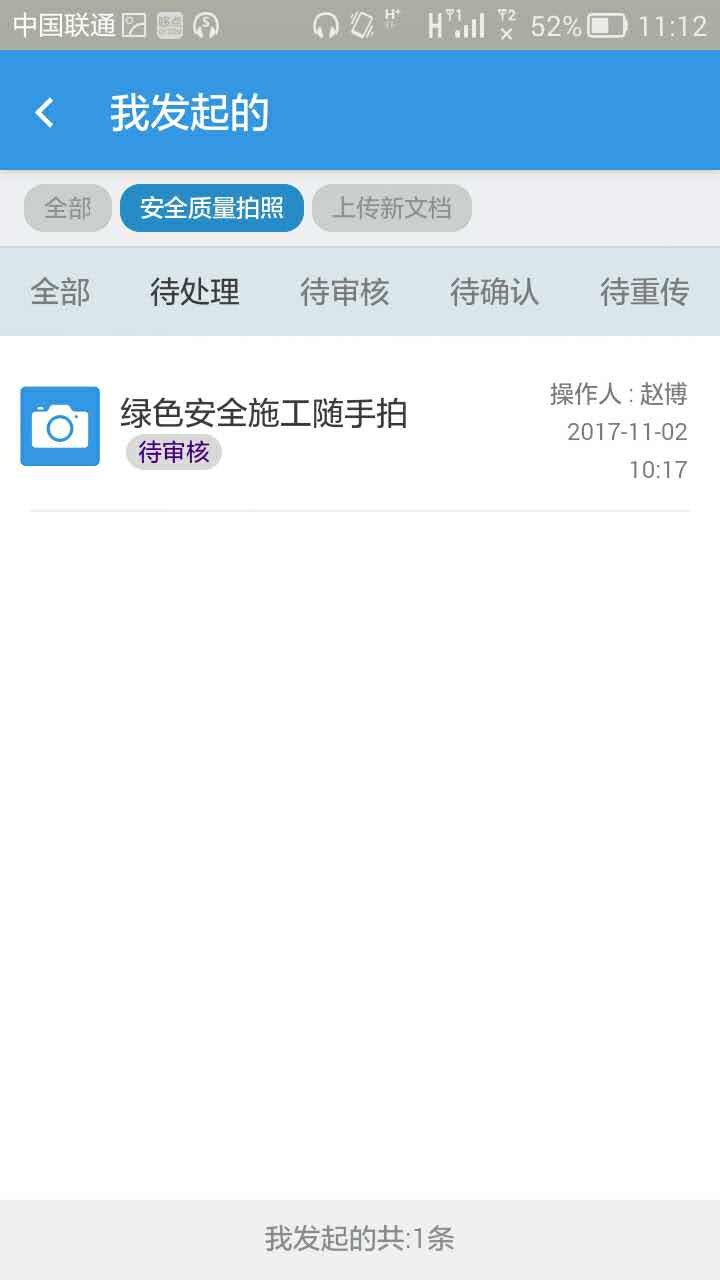 中国联通 52% 11:12
我发起的
全部 安全质量拍照 上传新文档
全部 待处理 待审核 待确认 待重传
绿色安全施工随手拍
待审核
操作人 : 赵博
2017-11-02
10:17
我发起的共:1条